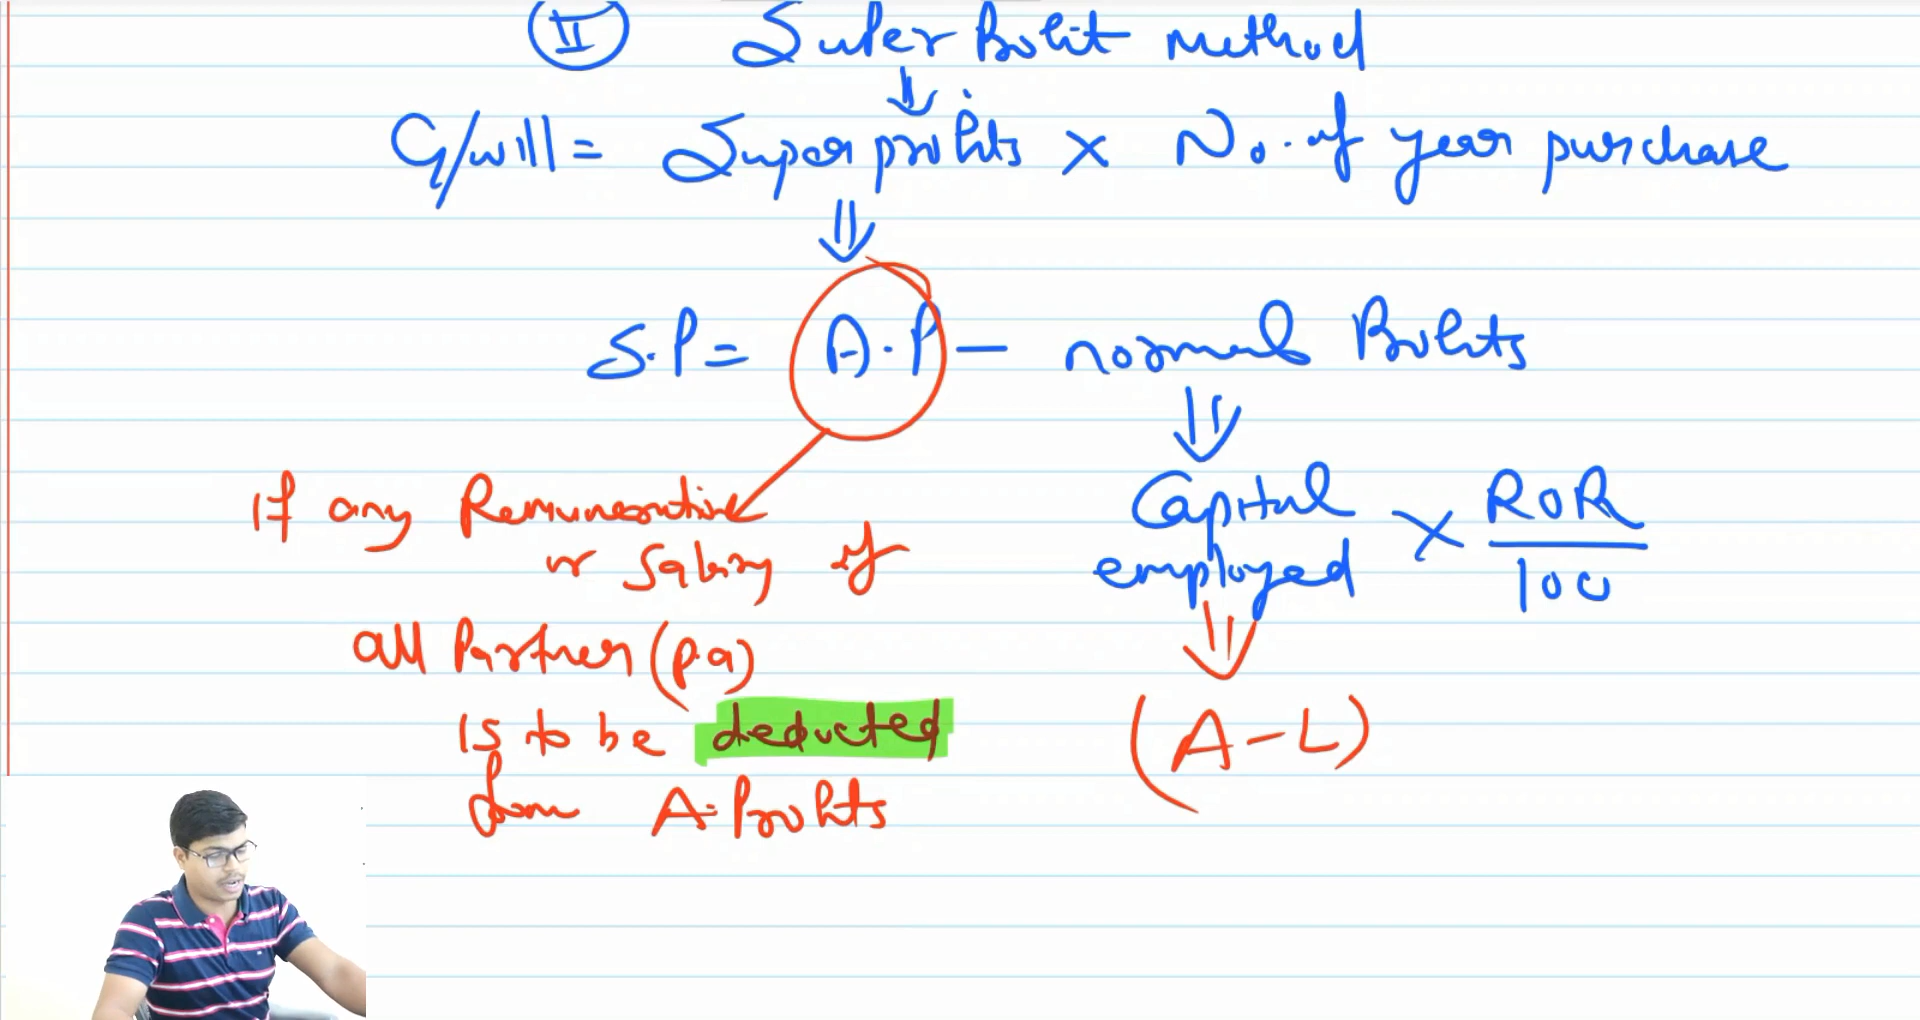 II Super Profit method
G/will = Super profits × No. of year purchase
S.P = A.P – normal Profits
If any Remuneration
or Salary of
all Partner (p.a)
is to be deducted
from A. Profits
Capital employed × ROR/100
(A-L)